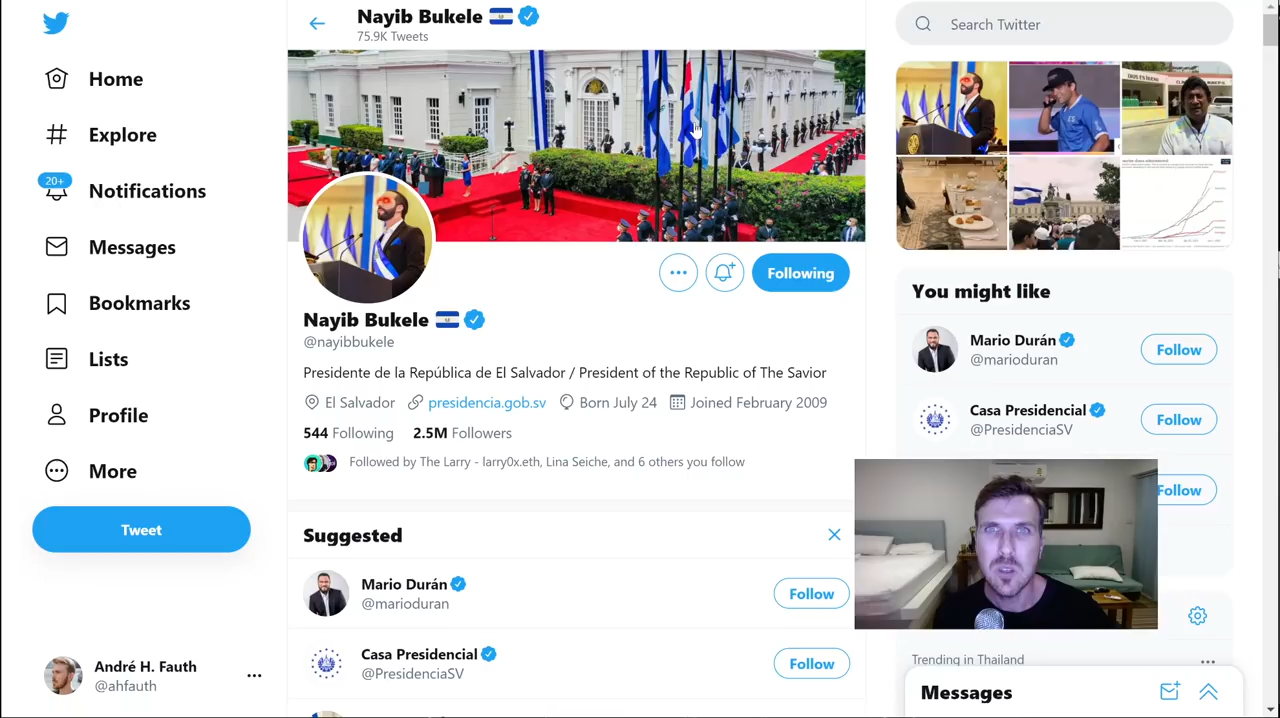 Nayib Bukele
75.9K Tweets
Search Twitter
Home
Explore
20+
Notifications
Messages
Bookmarks
Lists
Profile
More
Tweet
André H. Fauth
@ahfauth
Following
Nayib Bukele
@nayibbukele
Presidente de la República de El Salvador / President of the Republic of The Savior
El Salvador presidencia.gob.sv Born July 24 Joined February 2009
544 Following 2.5M Followers
Followed by The Larry - larry0x.eth, Lina Seiche, and 6 others you follow
Suggested
Mario Durán
@marioduran
Follow
Casa Presidencial
@PresidenciaSV
Follow
You might like
Mario Durán
@marioduran
Follow
Casa Presidencial
@PresidenciaSV
Follow
Follow
Trending in Thailand
Messages